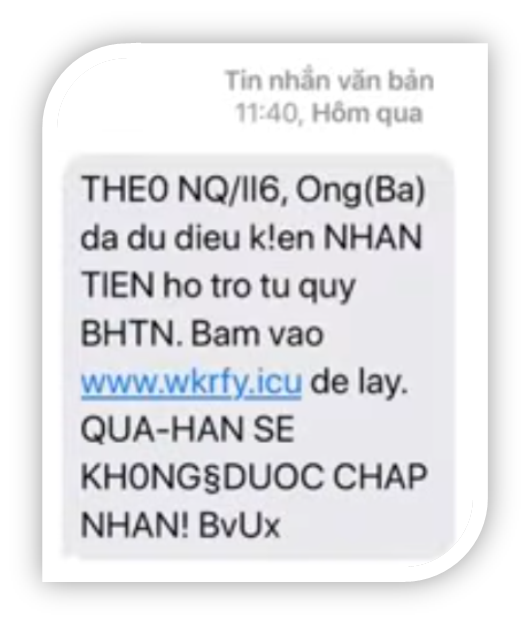 Tin nhắn văn bản
11:40, Hôm qua
THE0 NQ/II6, Ong(Ba)
da du dieu k!en NHAN
TIEN ho tro tu quy
BHTN. Bam vao
www.wkrfy.icu de lay.
QUA-HAN SE
KH0NG§DUOC CHAP
NHAN! BvUx